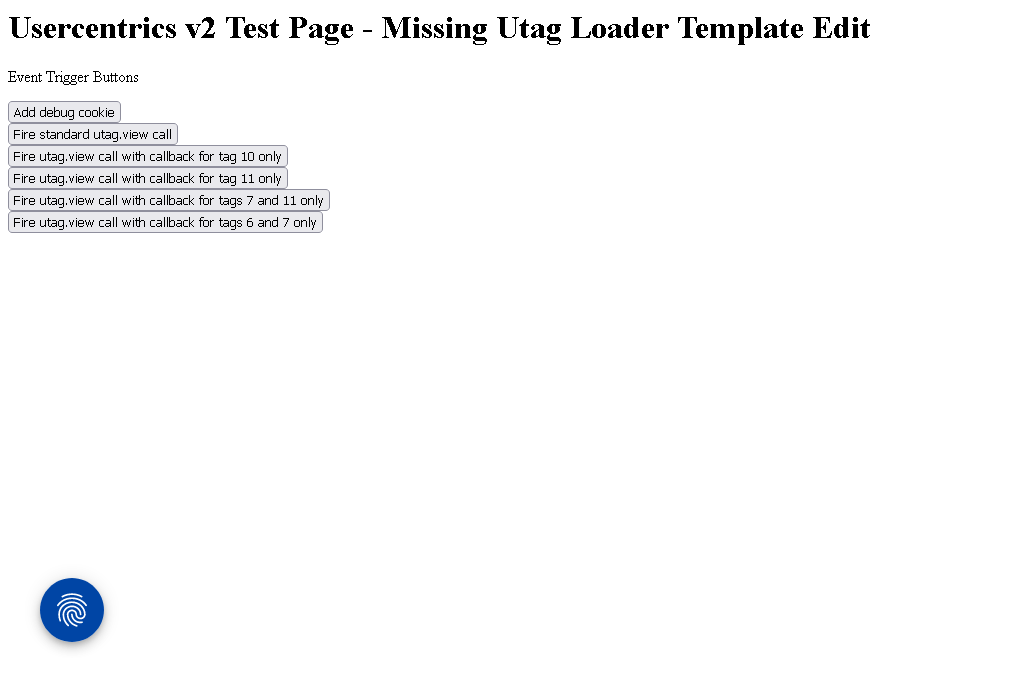 Usercentrics v2 Test Page - Missing Utag Loader Template Edit
Event Trigger Buttons
Add debug cookie
Fire standard utag.view call
Fire utag.view call with callback for tag 10 only
Fire utag.view call with callback for tag 11 only
Fire utag.view call with callback for tags 7 and 11 only
Fire utag.view call with callback for tags 6 and 7 only